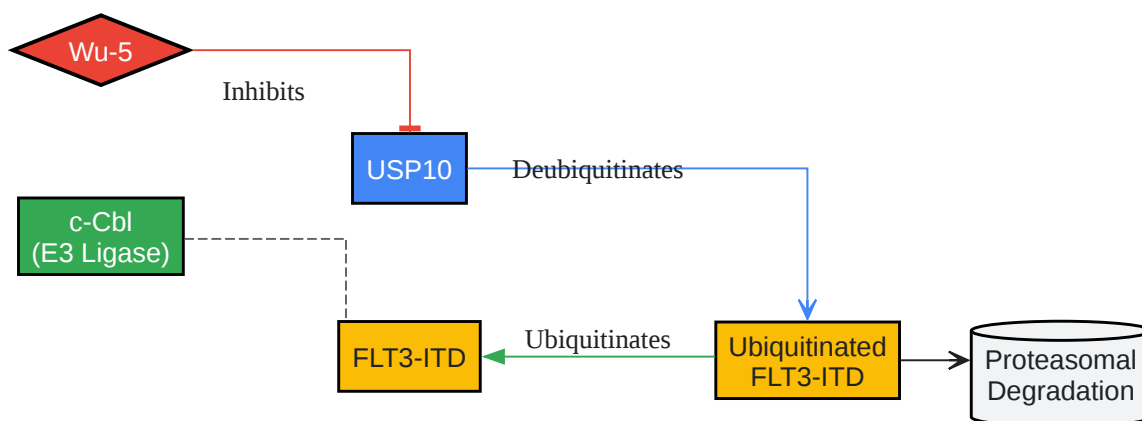 Wu-5
Inhibits
USP10
Deubiquitinates
c-Cbl
(E3 Ligase)
FLT3-ITD
Ubiquitinates
Ubiquitinated
FLT3-ITD
Proteasomal
Degradation